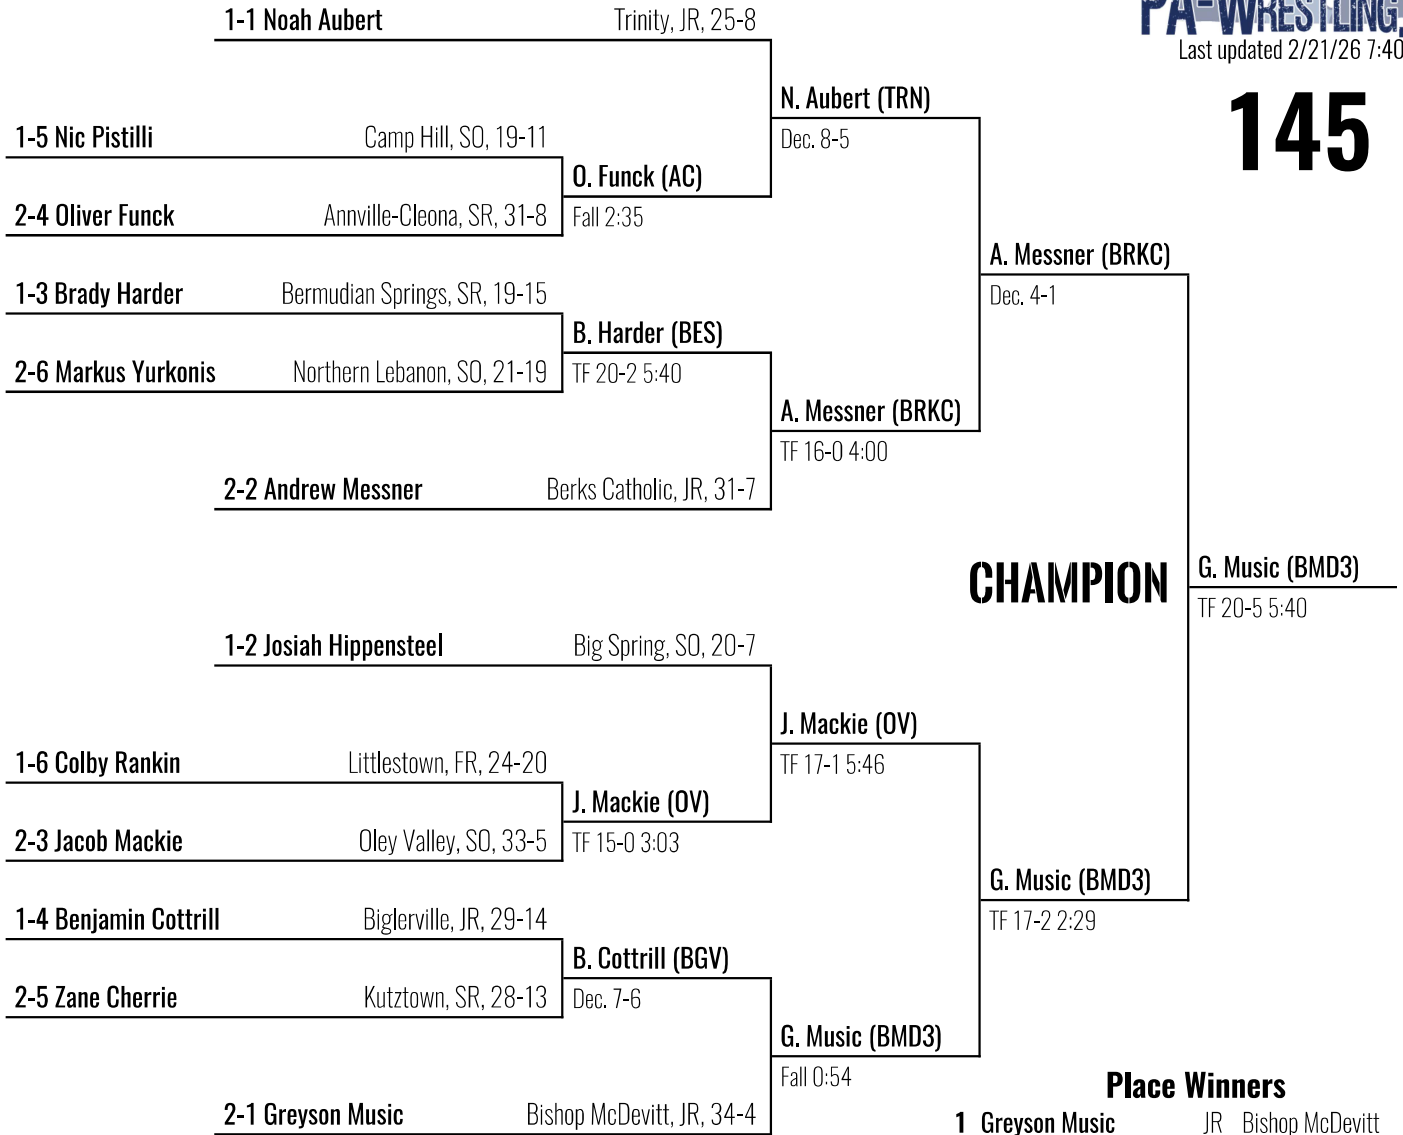 1-1 Noah Aubert Trinity, JR, 25-8
PA-WRESTLING.
Last updated 2/21/26 7:40
145
N. Aubert (TRN)
Dec. 8-5
1-5 Nic Pistilli Camp Hill, SO, 19-11
O. Funck (AC)
2-4 Oliver Funck Annville-Cleona, SR, 31-8
Fall 2:35
A. Messner (BRKC)
Dec. 4-1
1-3 Brady Harder Bermudian Springs, SR, 19-15
B. Harder (BES)
2-6 Markus Yurkonis Northern Lebanon, SO, 21-19
TF 20-2 5:40
A. Messner (BRKC)
TF 16-0 4:00
2-2 Andrew Messner Berks Catholic, JR, 31-7
CHAMPION
G. Music (BMD3)
TF 20-5 5:40
1-2 Josiah Hippensteel Big Spring, SO, 20-7
J. Mackie (OV)
TF 17-1 5:46
1-6 Colby Rankin Littlestown, FR, 24-20
J. Mackie (OV)
2-3 Jacob Mackie Oley Valley, SO, 33-5
TF 15-0 3:03
G. Music (BMD3)
TF 17-2 2:29
1-4 Benjamin Cottrill Biglerville, JR, 29-14
B. Cottrill (BGV)
2-5 Zane Cherrie Kutztown, SR, 28-13
Dec. 7-6
G. Music (BMD3)
Fall 0:54
2-1 Greyson Music Bishop McDevitt, JR, 34-4
Place Winners
1 Greyson Music JR Bishop McDevitt